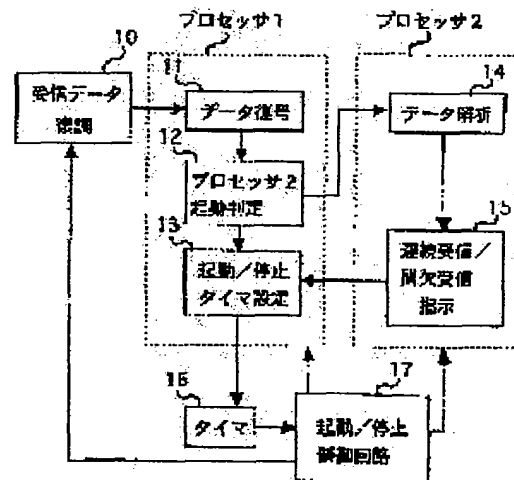 プロセッサ1
プロセッサ2
10
受信データ
復調
11
データ復号
12
プロセッサ2
起動判定
13
起動/停止
タイマ設定
14
データ解析
15
連続受信/
間欠受信
指示
16
タイマ
17
起動/停止
制御回路